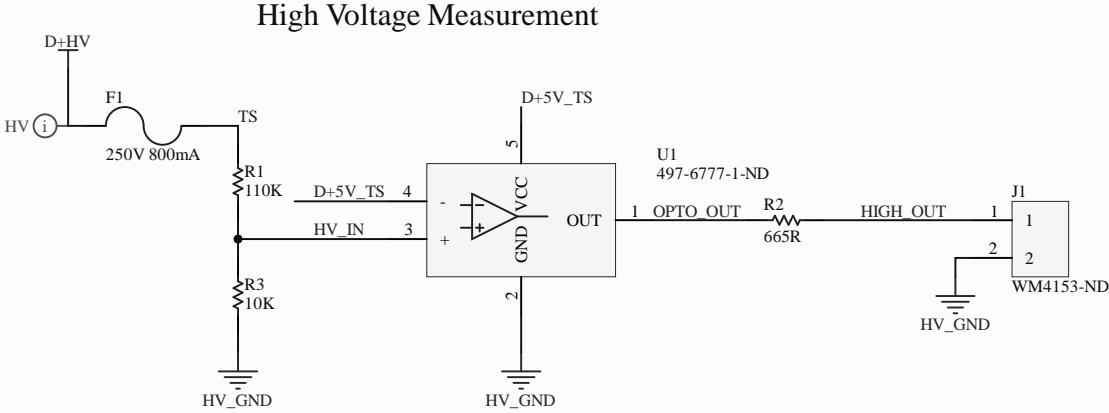 High Voltage Measurement
D+HV
HV
i
F1
250V 800mA
TS
R1
110K
R3
10K
HV_GND
D+5V_TS
4
HV_IN
3
D+5V_TS
5
-
+
VCC
GND
OUT
2
HV_GND
U1
497-6777-1-ND
1
OPTO_OUT
R2
665R
HIGH_OUT
J1
1
1
2
2
WM4153-ND
HV_GND